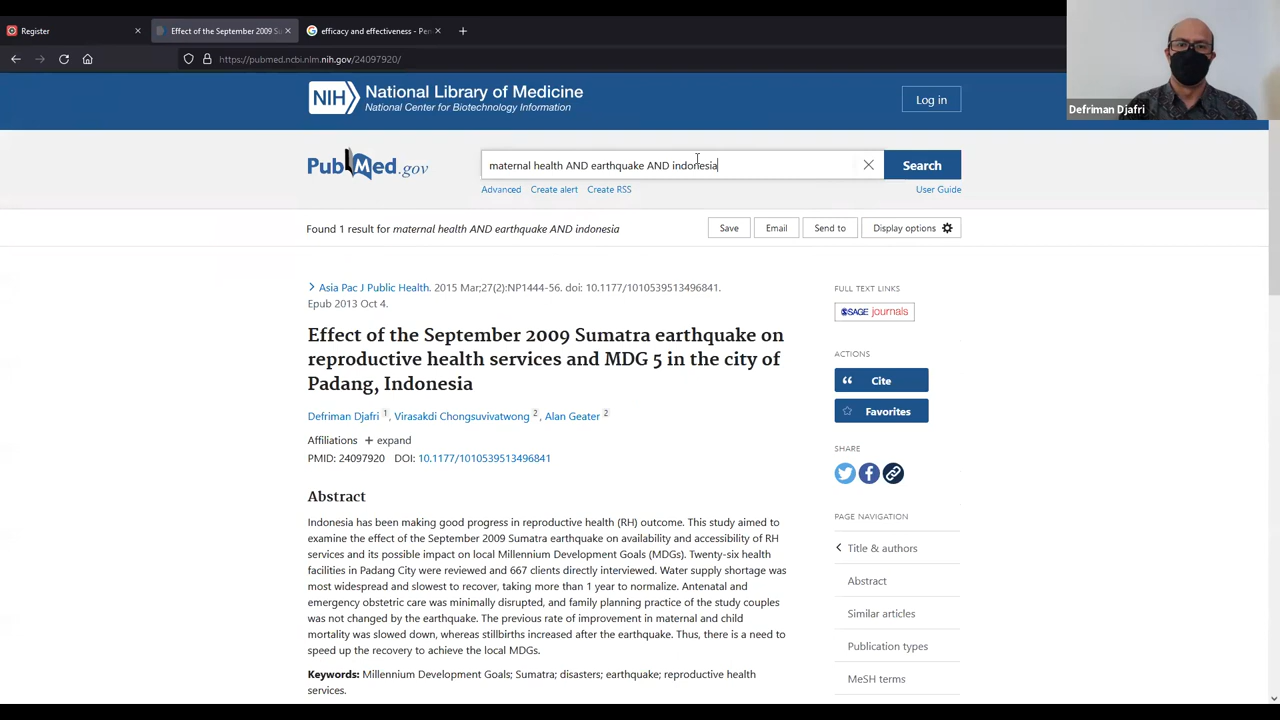 Register
Effect of the September 2009 Su
efficacy and effectiveness - Pen
https://pubmed.ncbi.nlm.nih.gov/24097920/
Defriman Djafri
NIH
National Library of Medicine
National Center for Biotechnology Information
Log in
PubMed.gov
maternal health AND earthquake AND indonesia
Search
Advanced Create alert Create RSS
User Guide
Found 1 result for maternal health AND earthquake AND indonesia
Save Email Send to Display options
Asia Pac J Public Health. 2015 Mar;27(2):NP1444-56. doi: 10.1177/1010539513496841.
Epub 2013 Oct 4.
Effect of the September 2009 Sumatra earthquake on
reproductive health services and MDG 5 in the city of
Padang, Indonesia
Defriman Djafri 1, Virasakdi Chongsuvivatwong 2, Alan Geater 2
Affiliations + expand
PMID: 24097920 DOI: 10.1177/1010539513496841
Abstract
Indonesia has been making good progress in reproductive health (RH) outcome. This study aimed to
examine the effect of the September 2009 Sumatra earthquake on availability and accessibility of RH
services and its possible impact on local Millennium Development Goals (MDGs). Twenty-six health
facilities in Padang City were reviewed and 667 clients directly interviewed. Water supply shortage was
most widespread and slowest to recover, taking more than 1 year to normalize. Antenatal and
emergency obstetric care was minimally disrupted, and family planning practice of the study couples
was not changed by the earthquake. The previous rate of improvement in maternal and child
mortality was slowed down, whereas stillbirths increased after the earthquake. Thus, there is a need to
speed up the recovery to achieve the local MDGs.
Keywords: Millennium Development Goals; Sumatra; disasters; earthquake; reproductive health
services.
FULL TEXT LINKS
SAGE journals
ACTIONS
Cite
Favorites
SHARE
PAGE NAVIGATION
Title & authors
Abstract
Similar articles
Publication types
MeSH terms